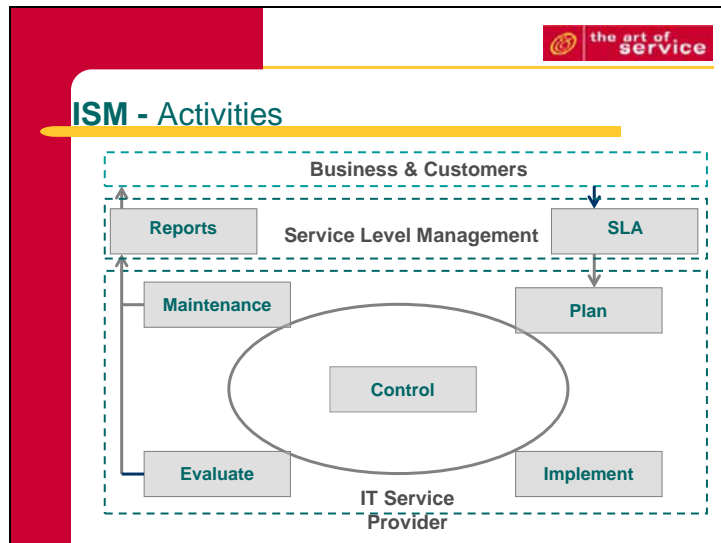 the art of
service
ISM - Activities
Business & Customers
Reports
Service Level Management
SLA
Maintenance
Plan
Control
Evaluate
Implement
IT Service
Provider